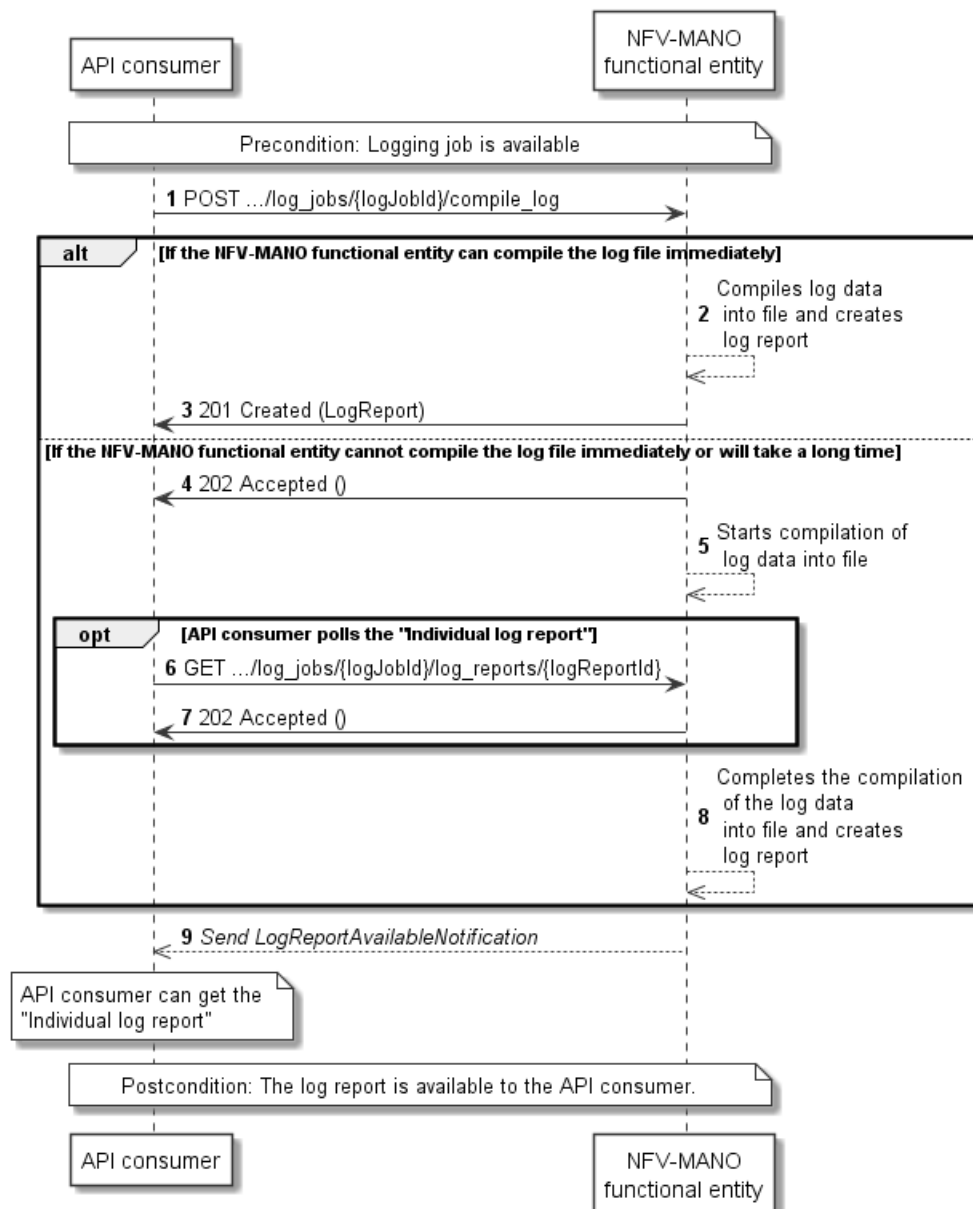 API consumer
NFV-MANO
functional entity
Precondition: Logging job is available
1 POST .../log_jobs/{logJobId}/compile_log
alt [If the NFV-MANO functional entity can compile the log file immediately]
Compiles log data
2 into file and creates
log report
3 201 Created (LogReport)
[If the NFV-MANO functional entity cannot compile the log file immediately or will take a long time]
4 202 Accepted ()
5 Starts compilation of
log data into file
opt [API consumer polls the "Individual log report"]
6 GET .../log_jobs/{logJobId}/log_reports/{logReportId}
7 202 Accepted ()
Completes the compilation
of the log data
8 into file and creates
log report
9 Send LogReportAvailableNotification
API consumer can get the
"Individual log report"
Postcondition: The log report is available to the API consumer.
API consumer
NFV-MANO
functional entity